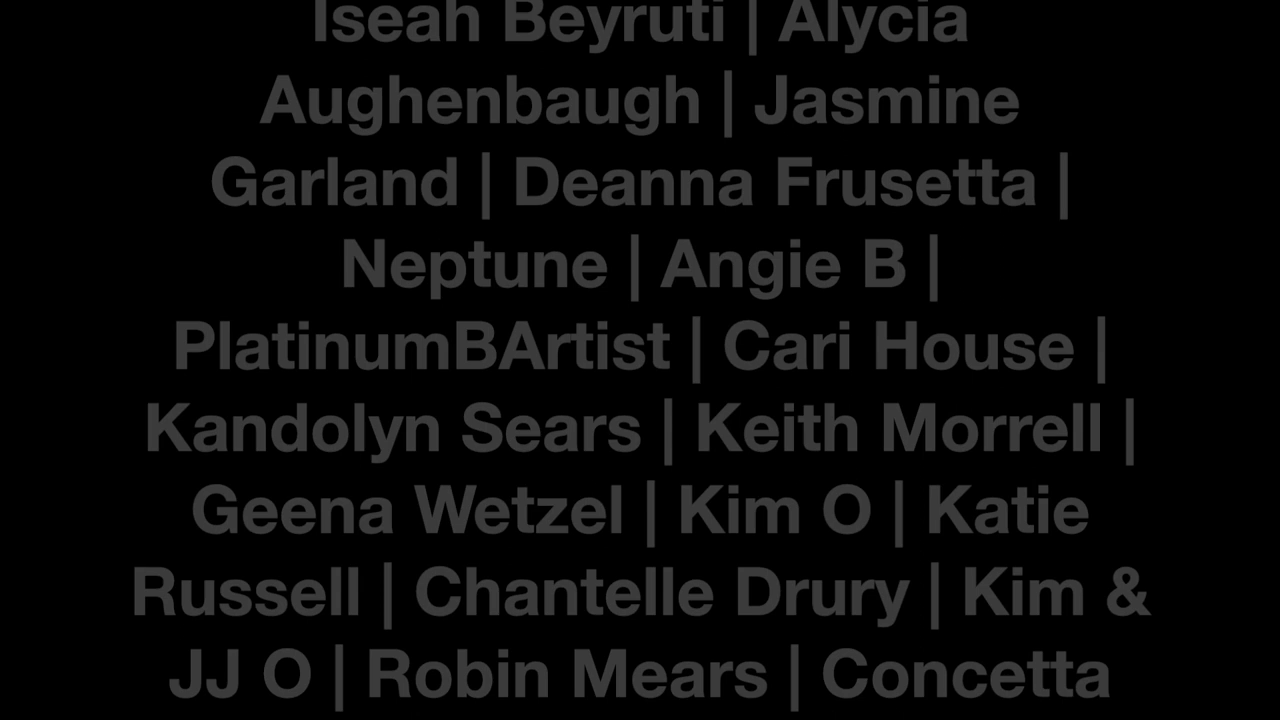 Iseah Beyruti | Alycia
Aughenbaugh | Jasmine
Garland | Deanna Frusetta |
Neptune | Angie B |
PlatinumBArtist | Cari House |
Kandolyn Sears | Keith Morrell |
Geena Wetzel | Kim O | Katie
Russell | Chantelle Drury | Kim &
JJ O | Robin Mears | Concetta